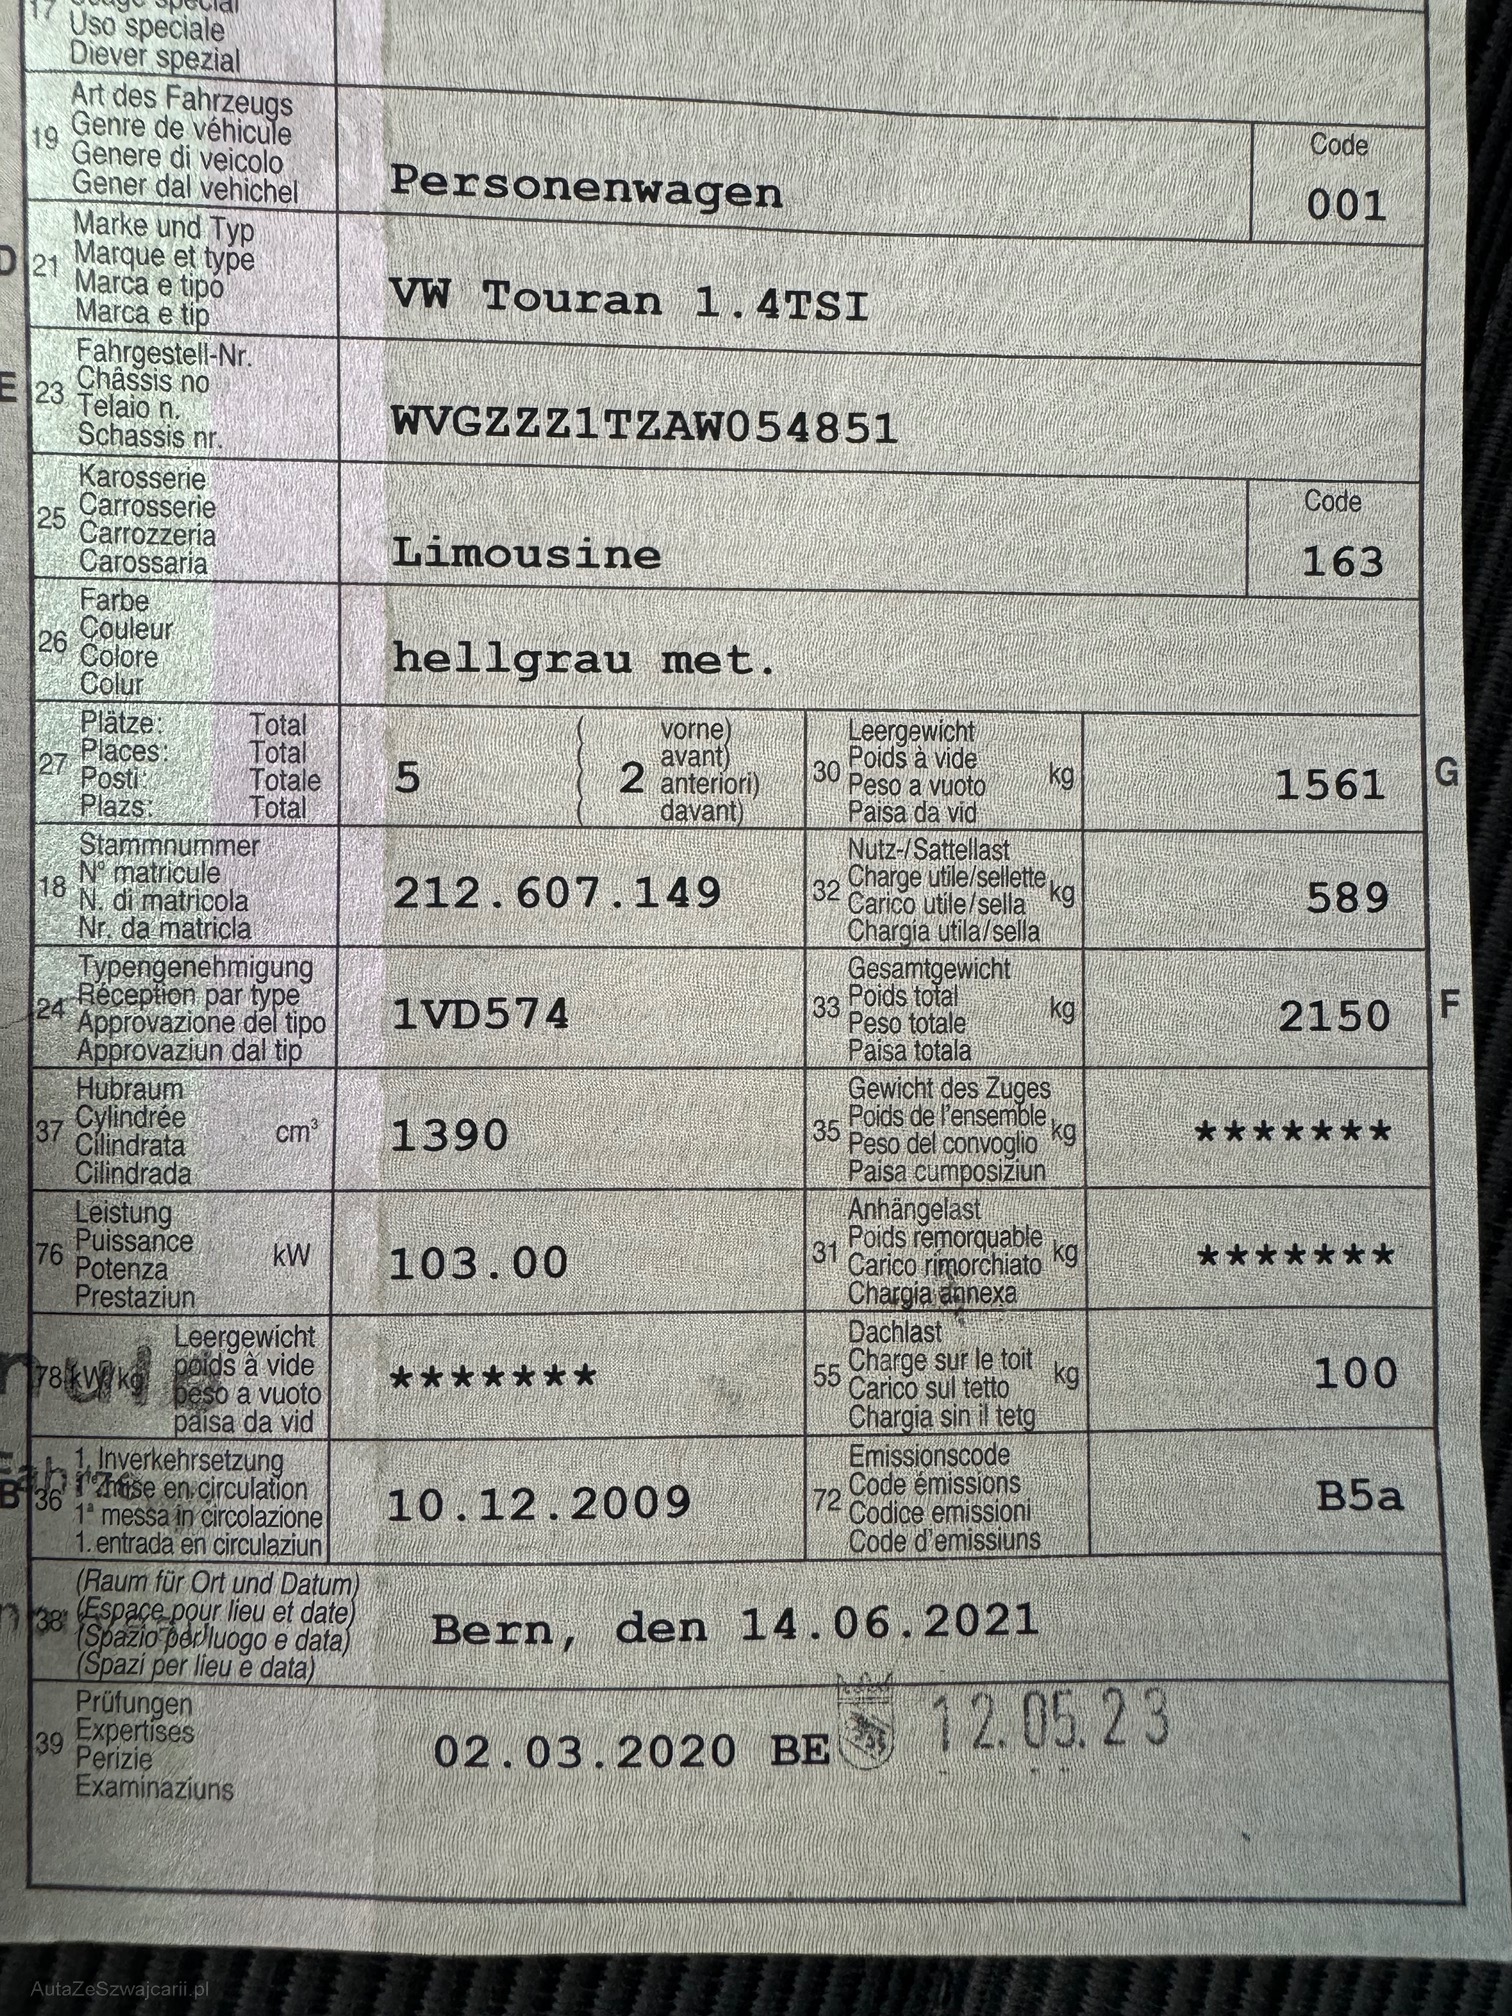 17
Uso speciale
Diever spezial
19
Art des Fahrzeugs
Genre de véhicule
Genere di veicolo
Gener dal vehichel
Personenwagen
Code
001
D
21
Marke und Typ
Marque et type
Marca e tipo
Marca e tip
VW Touran 1.4TSI
E
23
Fahrgestell-Nr.
Châssis no
Telaio n.
Schassis nr.
WVGZZZ1TZAW054851
25
Karosserie
Carrosserie
Carrozzeria
Carossaria
Limousine
Code
163
26
Farbe
Couleur
Colore
Colur
hellgrau met.
27
Plätze: Total
Places: Total
Posti: Totale
Plazs: Total
5
( 2
vorne)
avant)
anteriori)
davant)
30
Leergewicht
Poids à vide
Peso a vuoto
Paisa da vid
kg
1561
G
18
Stammnummer
N° matricule
N. di matricola
Nr. da matricla
212.607.149
32
Nutz-/Sattellast
Charge utile/sellette
Carico utile/sella
Chargia utila/sella
kg
589
24
Typengenehmigung
Réception par type
Approvazione del tipo
Approvaziun dal tip
1VD574
33
Gesamtgewicht
Poids total
Peso totale
Paisa totala
kg
2150
F
37
Hubraum
Cylindrée
Cilindrata
Cilindrada
cm³
1390
35
Gewicht des Zuges
Poids de l'ensemble
Peso del convoglio
Paisa cumposiziun
kg
*******
76
Leistung
Puissance
Potenza
Prestaziun
kW
103.00
31
Anhängelast
Poids remorquable
Carico rimorchiato
Chargia annexa
kg
*******
78 kW/kg
Leergewicht
poids à vide
peso a vuoto
paisa da vid
*******
55
Dachlast
Charge sur le toit
Carico sul tetto
Chargia sin il tetg
kg
100
B
36
1. Inverkehrsetzung
1re mise en circulation
1ª messa in circolazione
1. entrada en circulaziun
10.12.2009
72
Emissionscode
Code émissions
Codice emissioni
Code d'emissiuns
B5a
38
(Raum für Ort und Datum)
(Espace pour lieu et date)
(Spazio per luogo e data)
(Spazi per lieu e data)
Bern, den 14.06.2021
39
Prüfungen
Expertises
Perizie
Examinaziuns
02.03.2020 BE
12.05.23
AutaZeSzwajcarii.pl